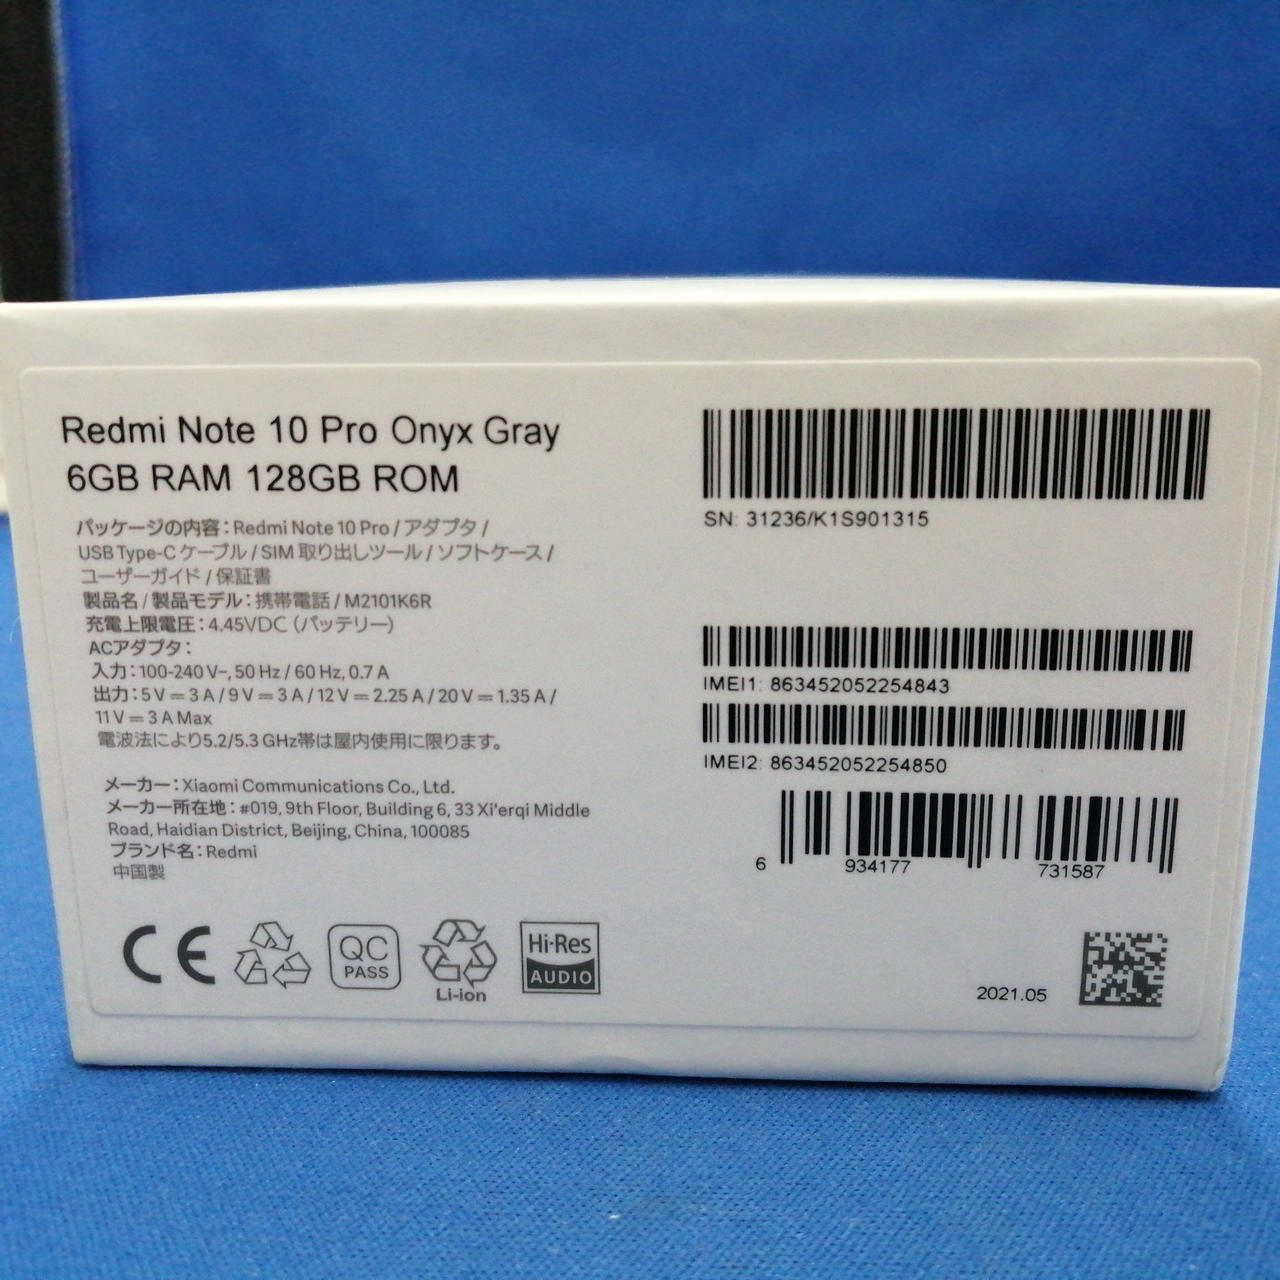 Redmi Note 10 Pro Onyx Gray
6GB RAM 128GB ROM
パッケージの内容：Redmi Note 10 Pro / アダプタ /
USB Type-C ケーブル / SIM 取り出しツール / ソフトケース /
ユーザーガイド / 保証書
製品名 / 製品モデル：携帯電話 / M2101K6R
充電上限電圧：4.45VDC（バッテリー）
ACアダプタ：
入力：100-240 V~, 50 Hz / 60 Hz, 0.7 A
出力：5 V ⎓ 3 A / 9 V ⎓ 3 A / 12 V ⎓ 2.25 A / 20 V ⎓ 1.35 A /
11 V ⎓ 3 A Max
電波法により5.2/5.3 GHz帯は屋内使用に限ります。
メーカー：Xiaomi Communications Co., Ltd.
メーカー所在地：#019, 9th Floor, Building 6, 33 Xi'erqi Middle
Road, Haidian District, Beijing, China, 100085
ブランド名：Redmi
中国製
CE
QC
PASS
Li-ion
Hi-Res
AUDIO
SN: 31236/K1S901315
IMEI1: 863452052254843
IMEI2: 863452052254850
6 934177 731587
2021.05